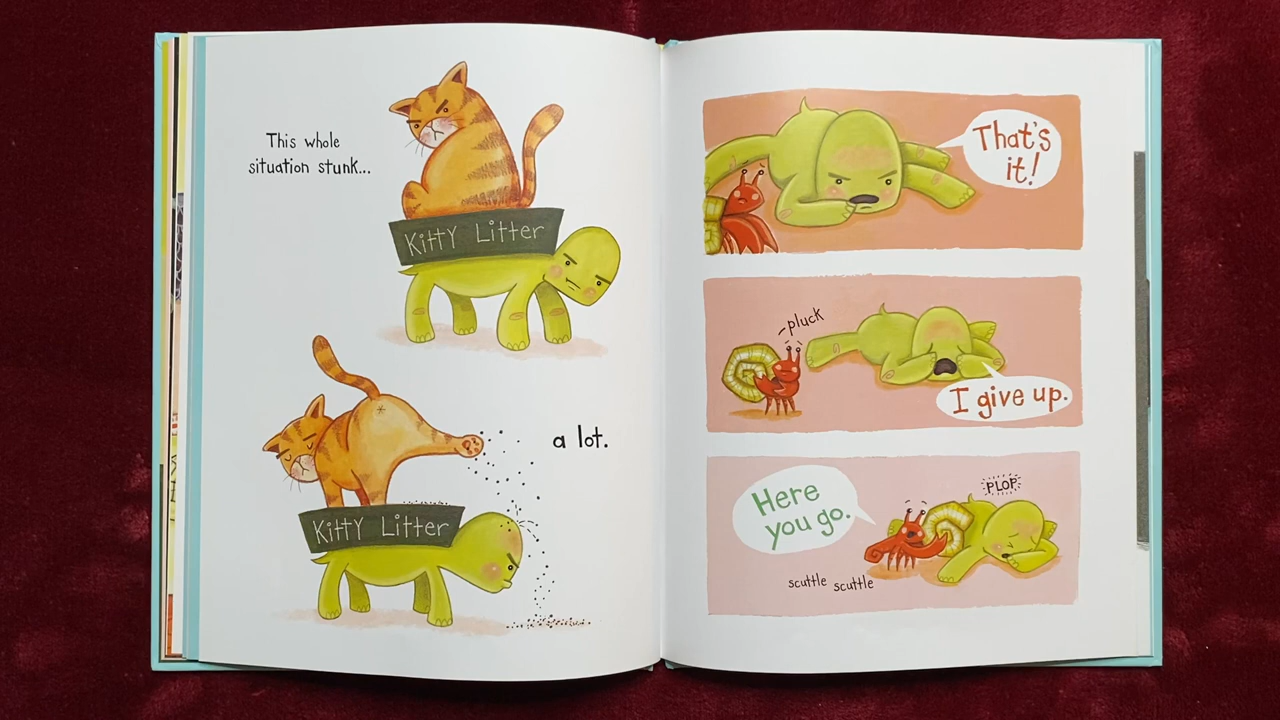 This whole
situation stunk...
Kitty Litter
a lot.
Kitty Litter
That's
it!
pluck
I give up.
Here
you go.
PLOP
scuttle scuttle